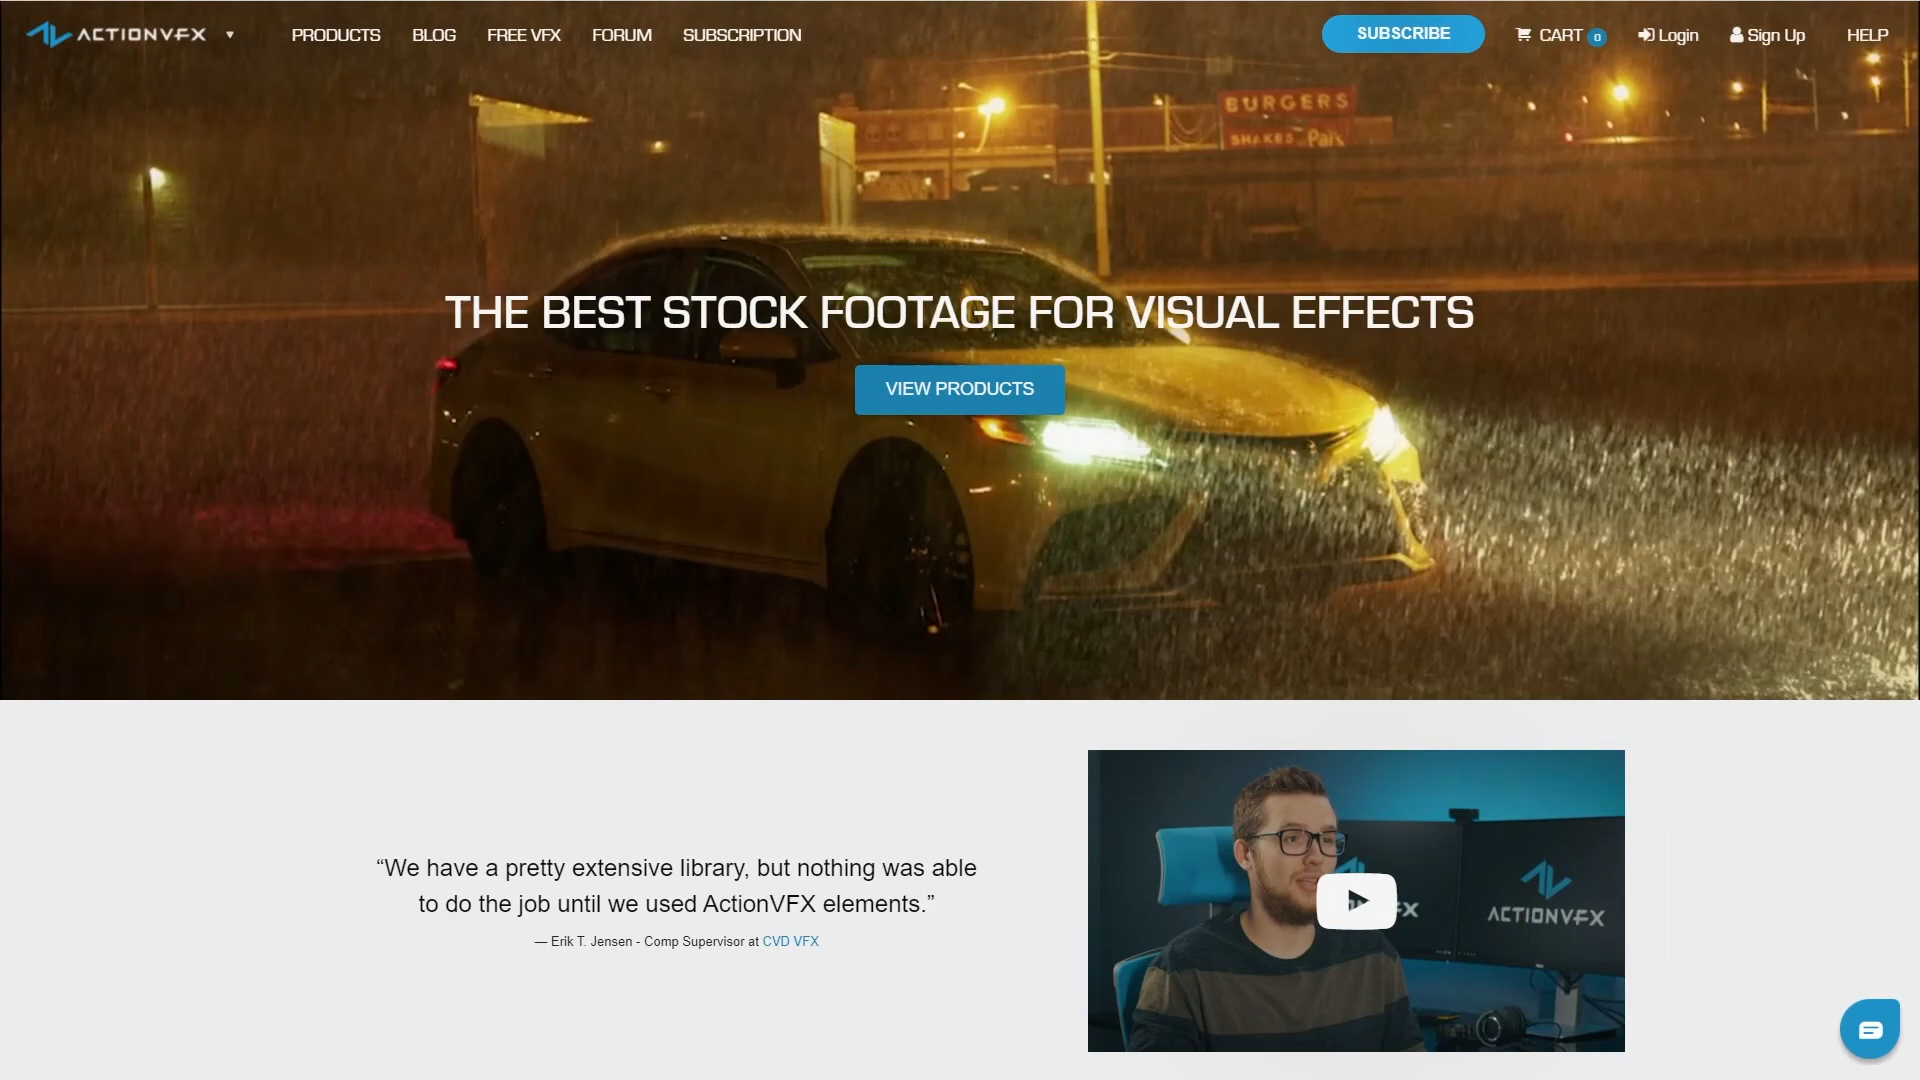 ACTIONVFX
PRODUCTS
BLOG
FREE VFX
FORUM
SUBSCRIPTION
SUBSCRIBE
CART 0
Login
Sign Up
HELP
BURGERS
SHAKES Pal's
THE BEST STOCK FOOTAGE FOR VISUAL EFFECTS
VIEW PRODUCTS
“We have a pretty extensive library, but nothing was able
to do the job until we used ActionVFX elements.”
— Erik T. Jensen - Comp Supervisor at CVD VFX
ACTIONVFX